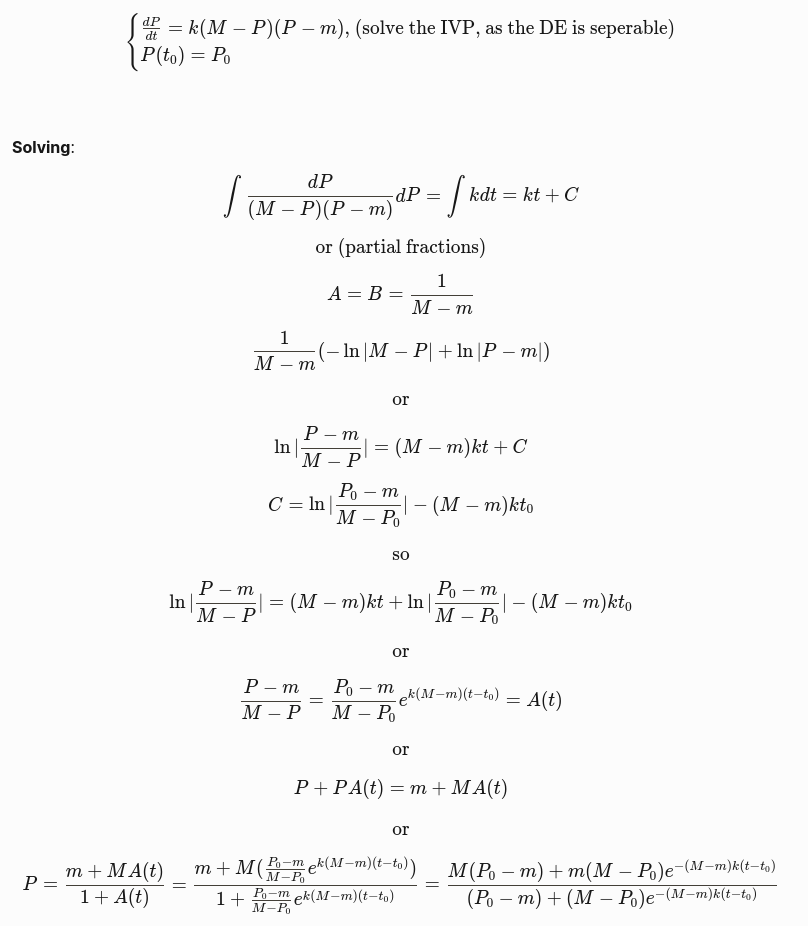 $$\begin{cases} \frac{dP}{dt} = k(M - P)(P - m), \text{(solve the IVP, as the DE is seperable)} \\ P(t_0) = P_0 \end{cases}$$
**Solving**:
$$\int \frac{dP}{(M - P)(P - m)} dP = \int kdt = kt + C$$
or (partial fractions)
$$A = B = \frac{1}{M - m}$$
$$\frac{1}{M - m}(-\ln|M - P| + \ln|P - m|)$$
or
$$\ln|\frac{P - m}{M - P}| = (M - m)kt + C$$
$$C = \ln|\frac{P_0 - m}{M - P_0}| - (M - m)kt_0$$
so
$$\ln|\frac{P - m}{M - P}| = (M - m)kt + \ln|\frac{P_0 - m}{M - P_0}| - (M - m)kt_0$$
or
$$\frac{P - m}{M - P} = \frac{P_0 - m}{M - P_0}e^{k(M-m)(t-t_0)} = A(t)$$
or
$$P + PA(t) = m + MA(t)$$
or
$$P = \frac{m + MA(t)}{1 + A(t)} = \frac{m + M(\frac{P_0-m}{M-P_0}e^{k(M-m)(t-t_0)})}{1 + \frac{P_0-m}{M-P_0}e^{k(M-m)(t-t_0)}} = \frac{M(P_0 - m) + m(M - P_0)e^{-(M-m)k(t-t_0)}}{(P_0 - m) + (M - P_0)e^{-(M-m)k(t-t_0)}}$$